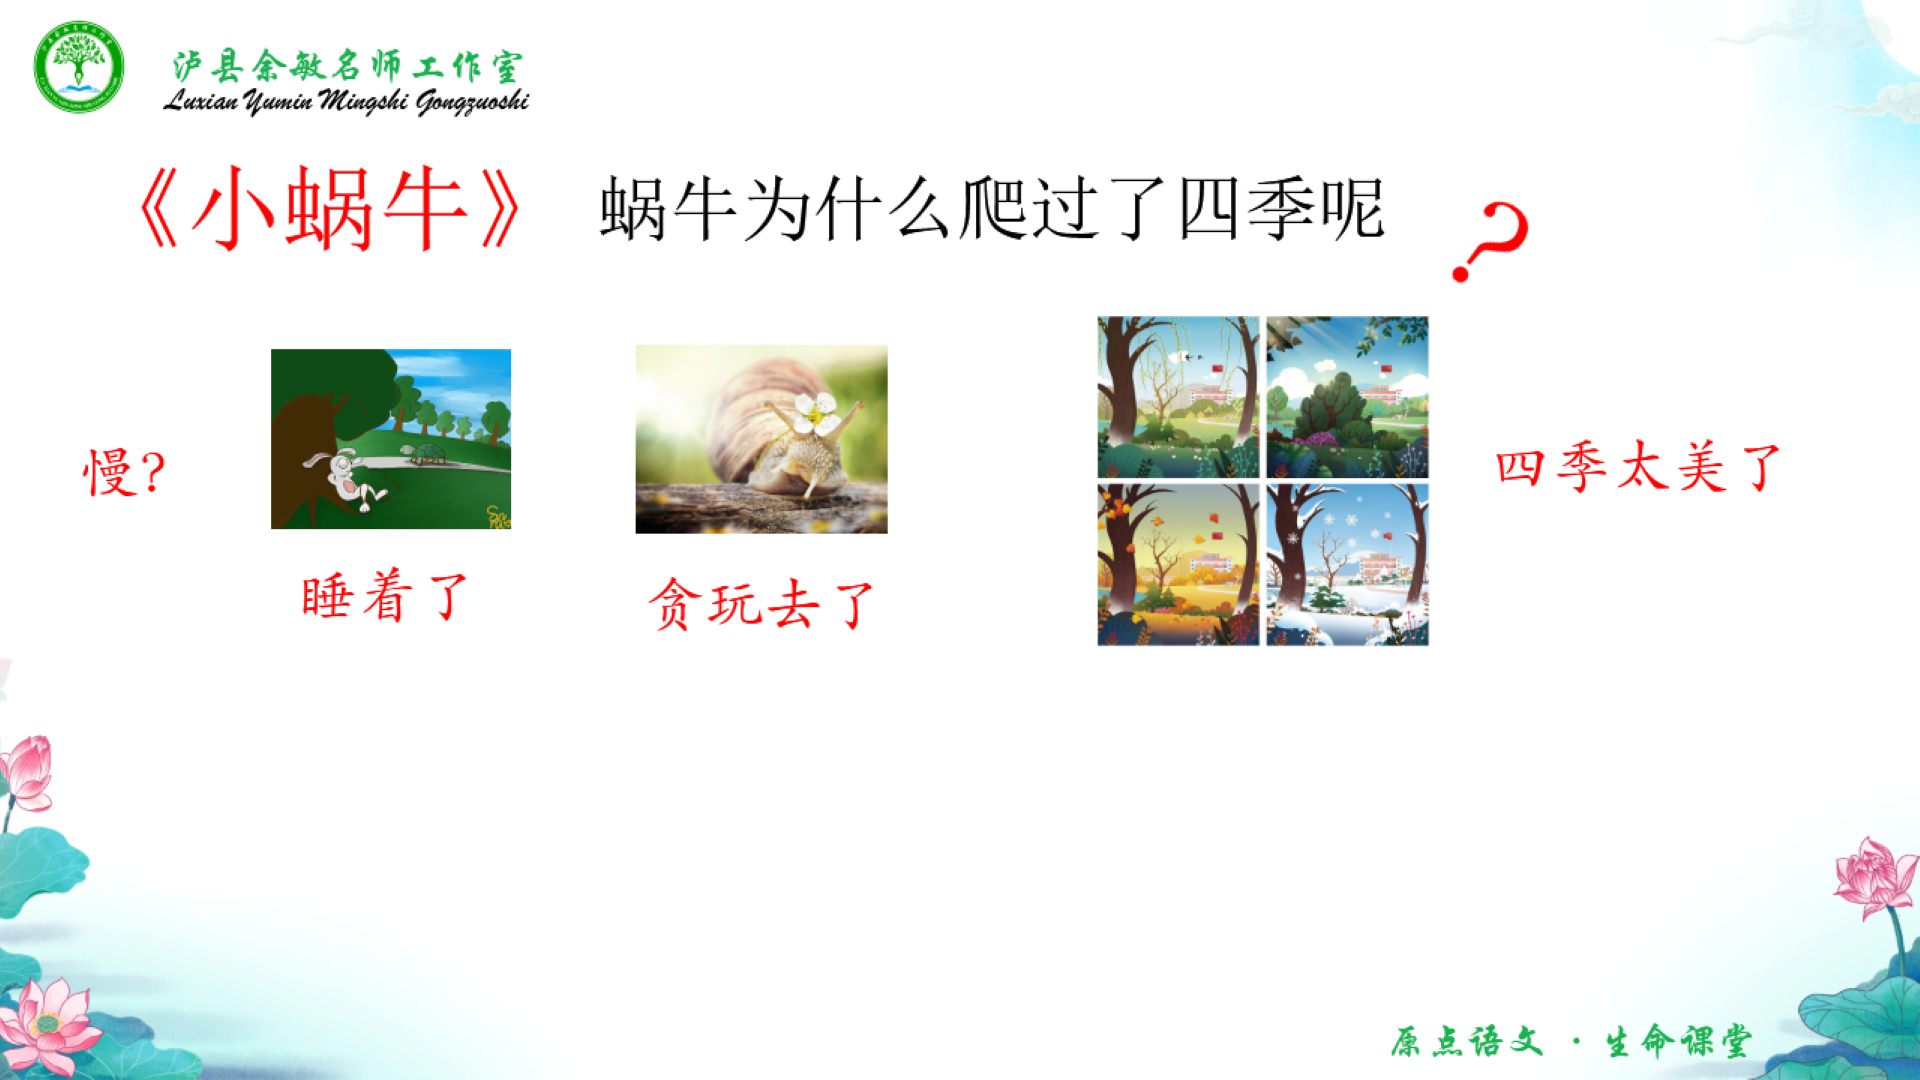 泸县余敏名师工作室
Luxian Yumin Mingshi Gongzuoshi
《小蜗牛》 蜗牛为什么爬过了四季呢?
慢?
睡着了
贪玩去了
四季太美了
原点语文 · 生命课堂